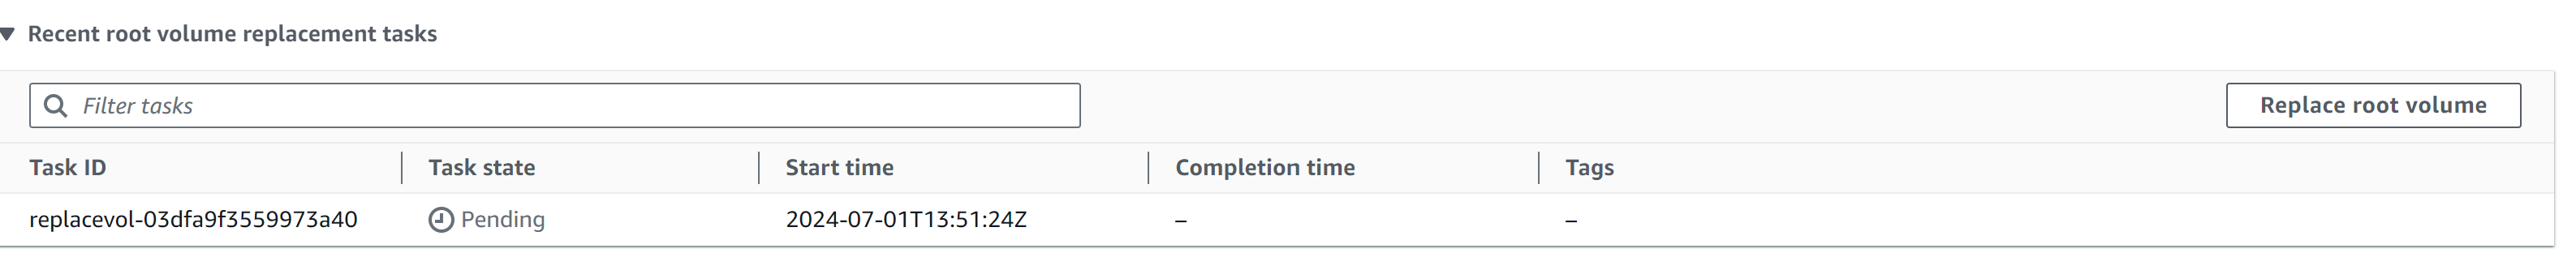 Recent root volume replacement tasks
Filter tasks
Replace root volume
Task ID Task state Start time Completion time Tags
replacevol-03dfa9f3559973a40 Pending 2024-07-01T13:51:24Z – –